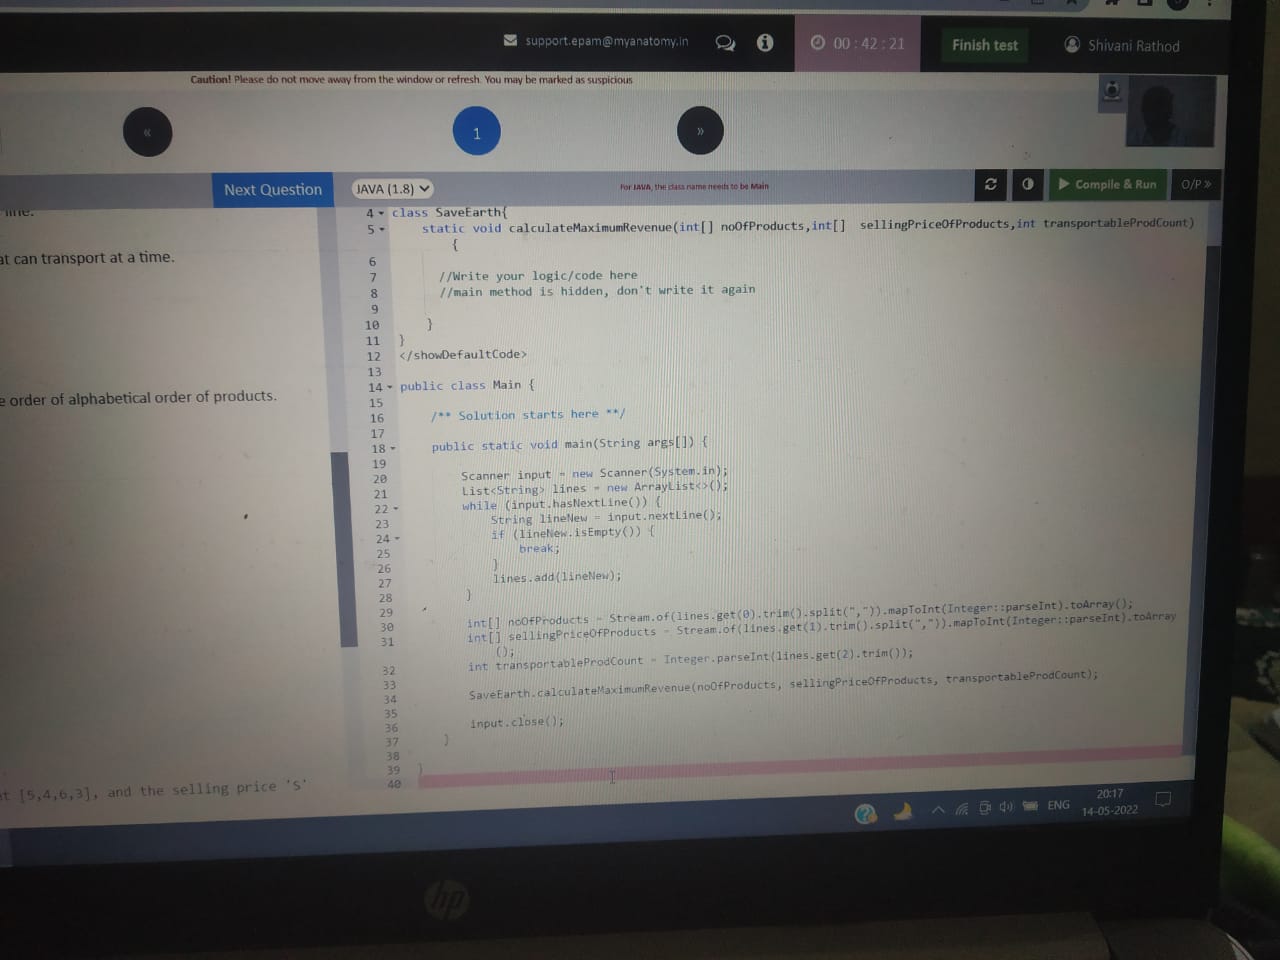 support.epam@myanatomy.in
00 : 42 : 21
Finish test
Shivani Rathod
Caution! Please do not move away from the window or refresh. You may be marked as suspicious
«
1
»
Next Question
JAVA (1.8)
For JAVA, the class name needs to be Main
Compile & Run
O/P »
at can transport at a time.
e order of alphabetical order of products.
[5,4,6,3], and the selling price 'S'
4 class SaveEarth{
5 static void calculateMaximumRevenue(int[] noOfProducts,int[] sellingPriceOfProducts,int transportableProdCount)
{
6
7 //Write your logic/code here
8 //main method is hidden, don't write it again
9
10 }
11 }
12 </showDefaultCode>
13
14 public class Main {
15
16 /** Solution starts here **/
17
18 public static void main(String args[]) {
19
20 Scanner input = new Scanner(System.in);
21 List<String> lines = new ArrayList<>();
22 while (input.hasNextLine()) {
23 String lineNew = input.nextLine();
24 if (lineNew.isEmpty()) {
25 break;
26 }
27 lines.add(lineNew);
28 }
29
30 int[] noOfProducts = Stream.of(lines.get(0).trim().split(",")).mapToInt(Integer::parseInt).toArray();
31 int[] sellingPriceOfProducts = Stream.of(lines.get(1).trim().split(",")).mapToInt(Integer::parseInt).toArray
();
32 int transportableProdCount = Integer.parseInt(lines.get(2).trim());
33
34 SaveEarth.calculateMaximumRevenue(noOfProducts, sellingPriceOfProducts, transportableProdCount);
35
36 input.close();
37 }
38
39 }
40
ENG
20:17
14-05-2022
hp